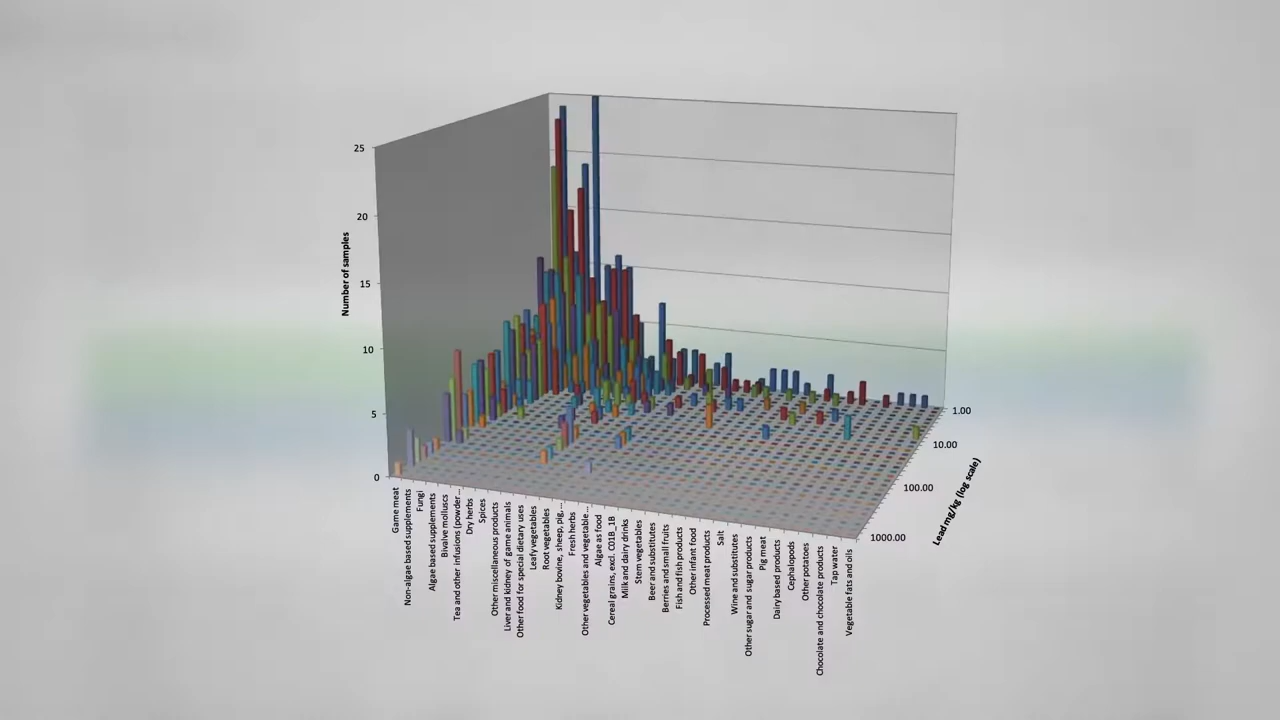 25
20
15
10
5
0
Number of samples
1.00
10.00
100.00
1000.00
Lead mg/kg (log scale)
Game meat
Non-algae based supplements
Fungi
Algae based supplements
Bivalve molluscs
Tea and other infusions (powder...
Dry herbs
Spices
Other miscellaneous products
Liver and kidney of game animals
Other food for special dietary uses
Leafy vegetables
Root vegetables
Kidney bovine, sheep, pig,...
Fresh herbs
Other vegetables and vegetable...
Algae as food
Cereal grains, excl. C01B_1B
Milk and dairy drinks
Stem vegetables
Beer and substitutes
Berries and small fruits
Fish and fish products
Other infant food
Processed meat products
Salt
Wine and substitutes
Other sugar and sugar products
Pig meat
Dairy based products
Cephalopods
Other potatoes
Chocolate and chocolate products
Tap water
Vegetable fats and oils